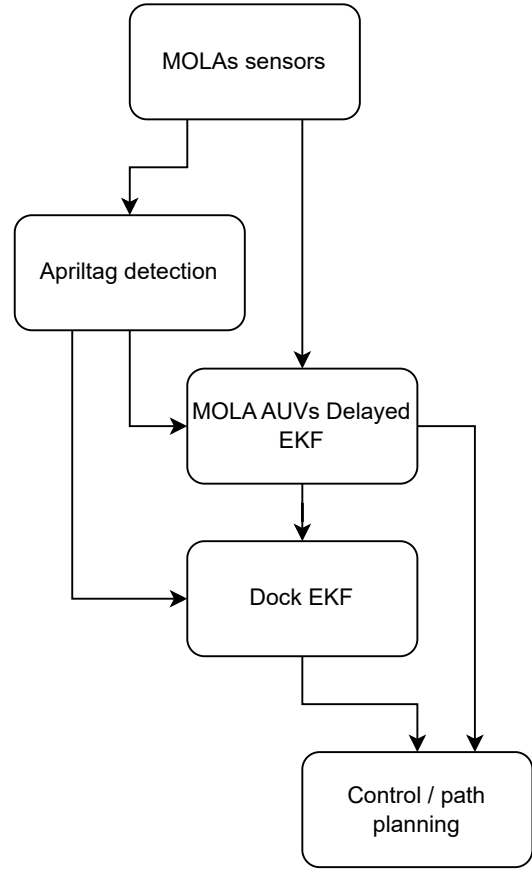 MOLAs sensors
Apriltag detection
MOLA AUVs Delayed
EKF
Dock EKF
Control / path
planning